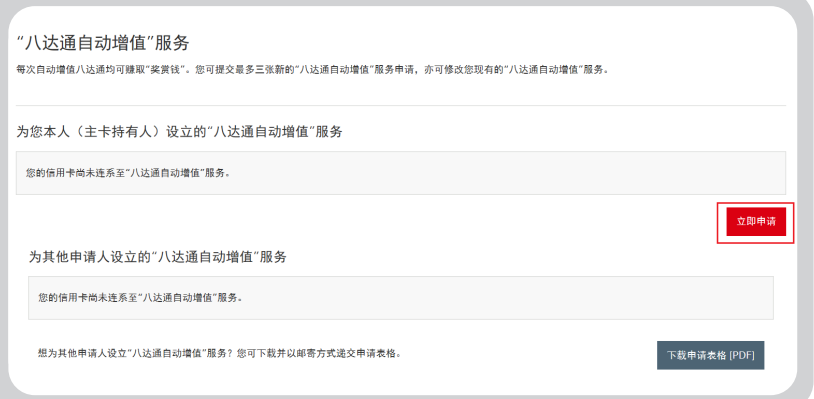 “八达通自动增值”服务
每次自动增值八达通均可赚取“奖赏钱”。您可提交最多三张新的“八达通自动增值”服务申请，亦可修改您现有的“八达通自动增值”服务。
为您本人（主卡持有人）设立的“八达通自动增值”服务
您的信用卡尚未连系至“八达通自动增值”服务。
立即申请
为其他申请人设立的“八达通自动增值”服务
您的信用卡尚未连系至“八达通自动增值”服务。
想为其他申请人设立“八达通自动增值”服务？您可下载并以邮寄方式递交申请表格。
下载申请表格 [PDF]